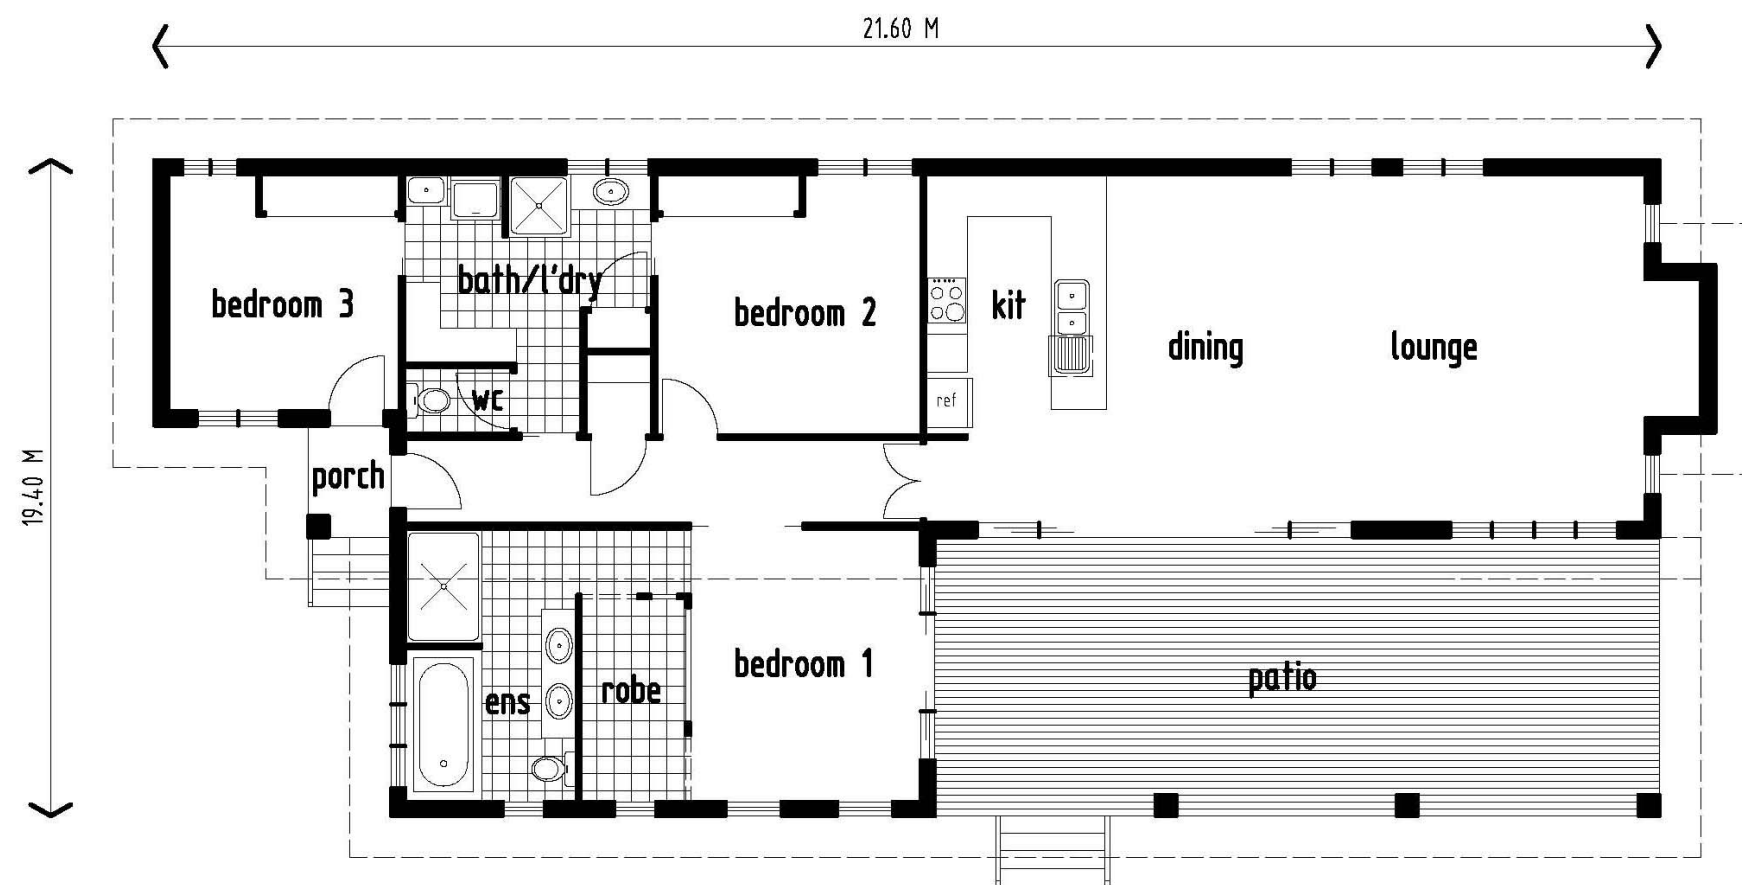 21.60 M
bedroom 3
bath/l'dry
bedroom 2
kit
dining
lounge
wc
ref
porch
19.40 M
ens
robe
bedroom 1
patio